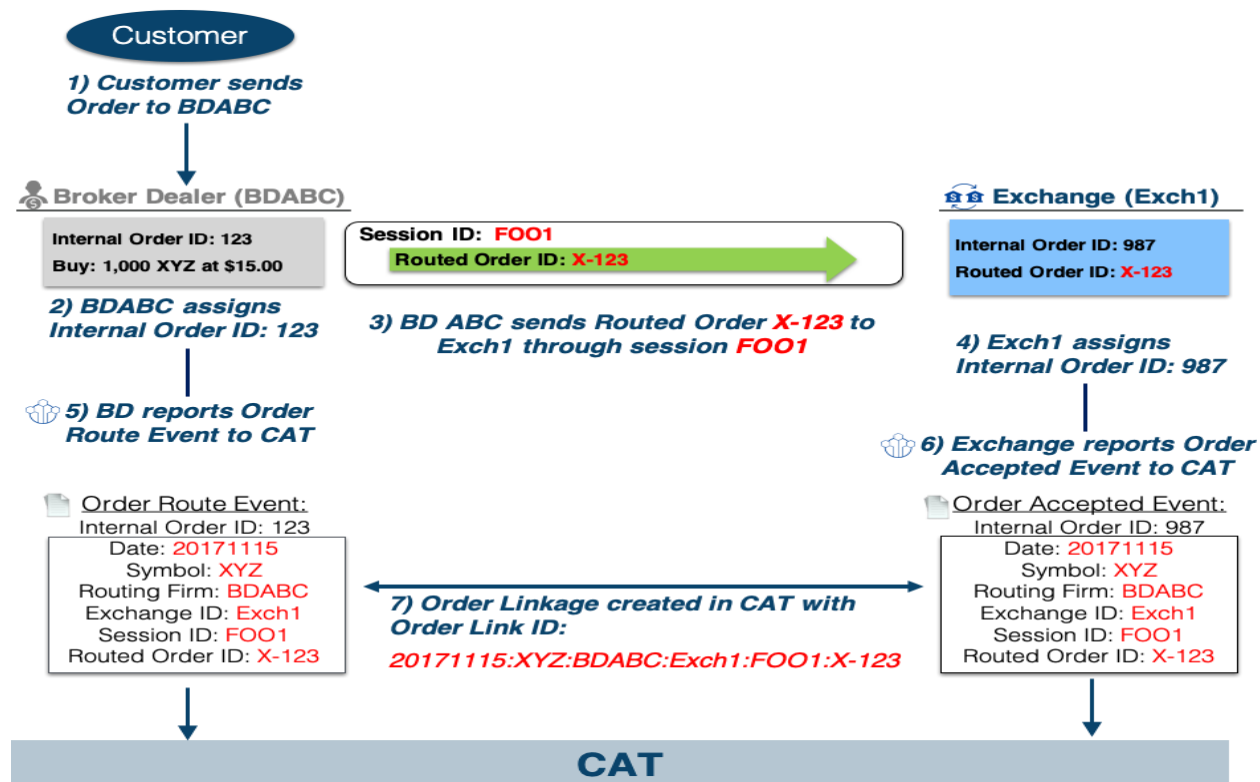 Customer
1) Customer sends
Order to BDABC
Broker Dealer (BDABC)
Internal Order ID: 123
Buy: 1,000 XYZ at $15.00
2) BDABC assigns
Internal Order ID: 123
Session ID: FOO1
Routed Order ID: X-123
3) BD ABC sends Routed Order X-123 to
Exch1 through session FOO1
Exchange (Exch1)
Internal Order ID: 987
Routed Order ID: X-123
4) Exch1 assigns
Internal Order ID: 987
5) BD reports Order
Route Event to CAT
6) Exchange reports Order
Accepted Event to CAT
Order Route Event:
Internal Order ID: 123
Date: 20171115
Symbol: XYZ
Routing Firm: BDABC
Exchange ID: Exch1
Session ID: FOO1
Routed Order ID: X-123
7) Order Linkage created in CAT with
Order Link ID:
20171115:XYZ:BDABC:Exch1:FOO1:X-123
Order Accepted Event:
Internal Order ID: 987
Date: 20171115
Symbol: XYZ
Routing Firm: BDABC
Exchange ID: Exch1
Session ID: FOO1
Routed Order ID: X-123
CAT